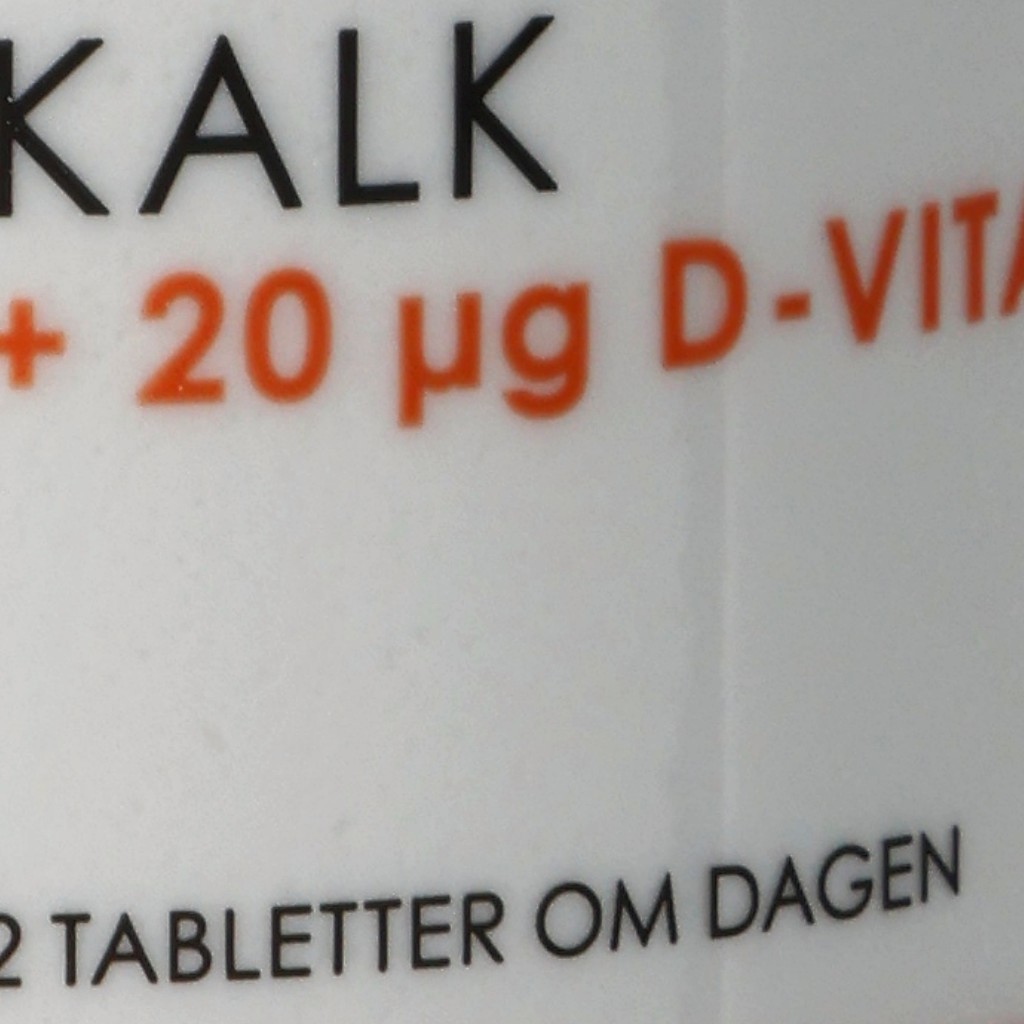 KALK
+ 20 µg D-VITA
2 TABLETTER OM DAGEN